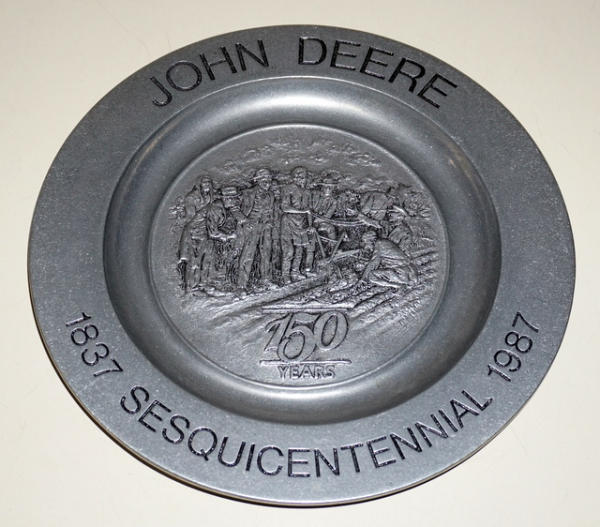 JOHN DEERE
150
YEARS
1837 SESQUICENTENNIAL 1987